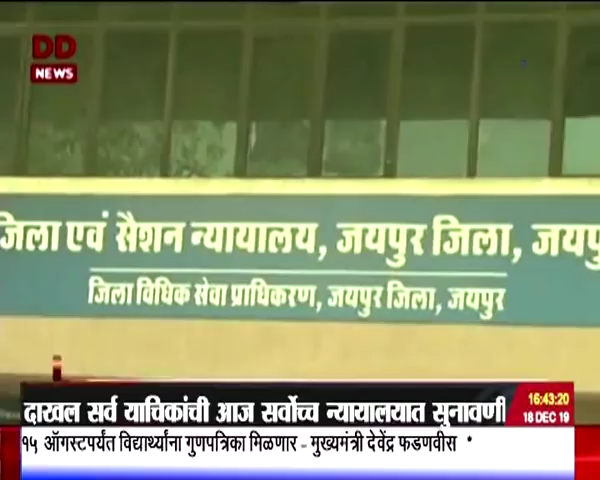 DD
NEWS
जिला एवं सैशन न्यायालय, जयपुर जिला, जयपु
जिला विधिक सेवा प्राधिकरण, जयपुर जिला, जयपुर
दाखल सर्व याचिकांची आज सर्वोच्च न्यायालयात सुनावणी
16:43:20
18 DEC 19
१५ ऑगस्टपर्यंत विद्यार्थ्यांना गुणपत्रिका मिळणार - मुख्यमंत्री देवेंद्र फडणवीस *